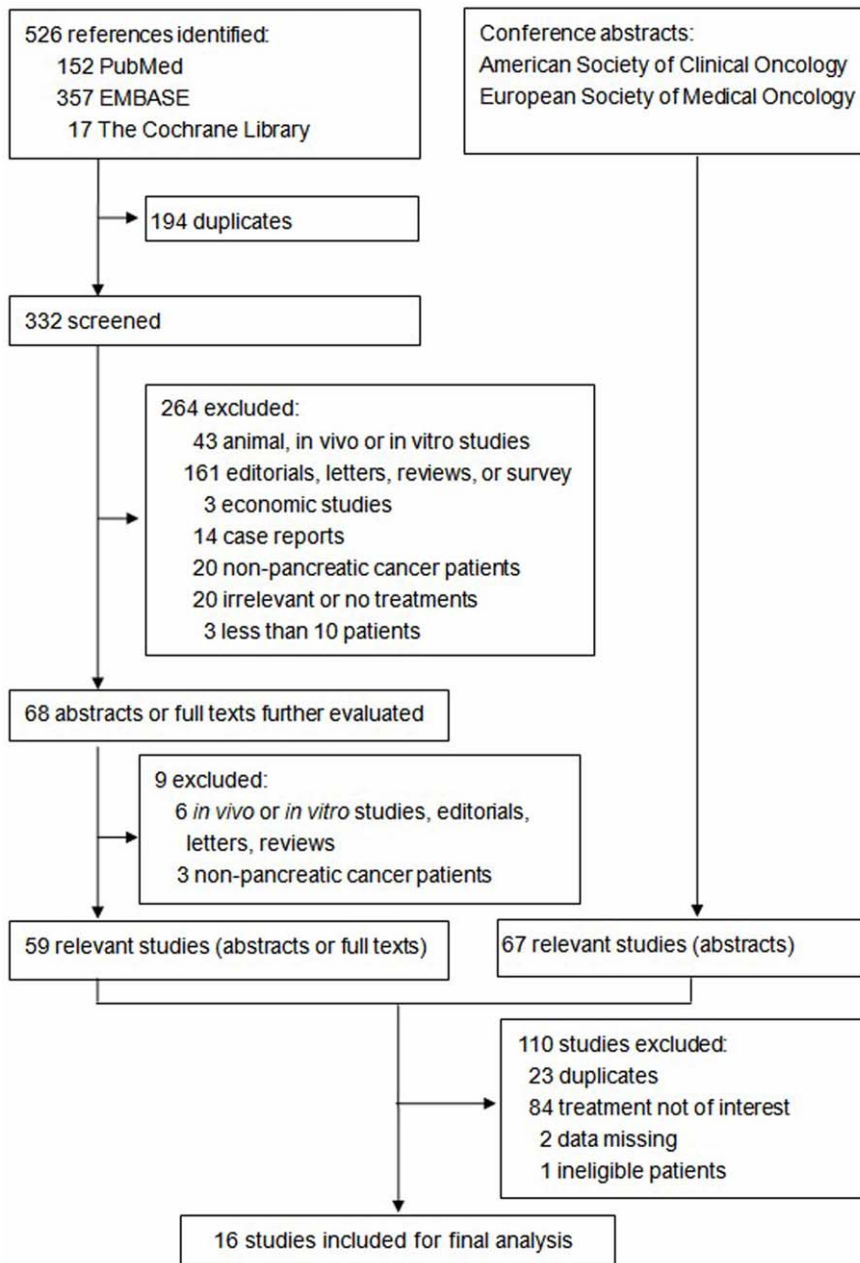 526 references identified:
152 PubMed
357 EMBASE
17 The Cochrane Library
Conference abstracts:
American Society of Clinical Oncology
European Society of Medical Oncology
194 duplicates
332 screened
264 excluded:
43 animal, in vivo or in vitro studies
161 editorials, letters, reviews, or survey
3 economic studies
14 case reports
20 non-pancreatic cancer patients
20 irrelevant or no treatments
3 less than 10 patients
68 abstracts or full texts further evaluated
9 excluded:
6 in vivo or in vitro studies, editorials,
letters, reviews
3 non-pancreatic cancer patients
59 relevant studies (abstracts or full texts)
67 relevant studies (abstracts)
110 studies excluded:
23 duplicates
84 treatment not of interest
2 data missing
1 ineligible patients
16 studies included for final analysis